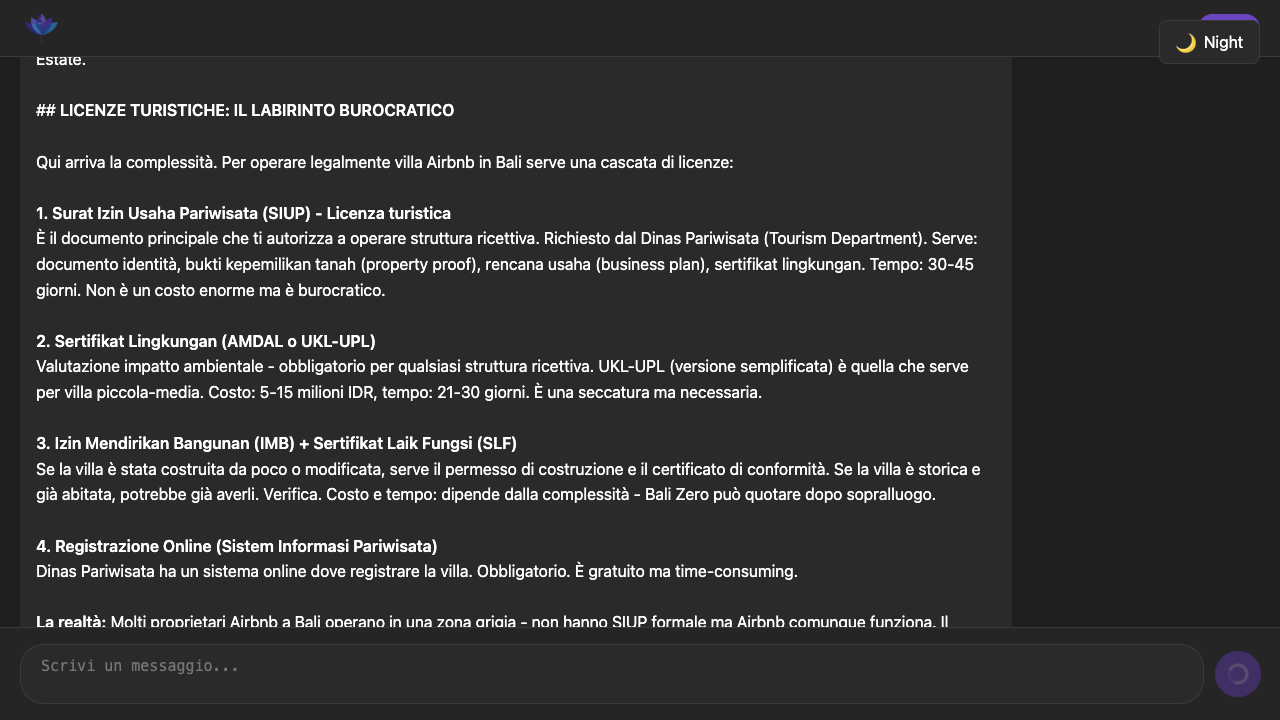 🌙 Night
Estate.
## LICENZE TURISTICHE: IL LABIRINTO BUROCRATICO
Qui arriva la complessità. Per operare legalmente villa Airbnb in Bali serve una cascata di licenze:
1. Surat Izin Usaha Pariwisata (SIUP) - Licenza turistica
È il documento principale che ti autorizza a operare struttura ricettiva. Richiesto dal Dinas Pariwisata (Tourism Department). Serve:
documento identità, bukti kepemilikan tanah (property proof), rencana usaha (business plan), sertifikat lingkungan. Tempo: 30-45
giorni. Non è un costo enorme ma è burocratico.
2. Sertifikat Lingkungan (AMDAL o UKL-UPL)
Valutazione impatto ambientale - obbligatorio per qualsiasi struttura ricettiva. UKL-UPL (versione semplificata) è quella che serve
per villa piccola-media. Costo: 5-15 milioni IDR, tempo: 21-30 giorni. È una seccatura ma necessaria.
3. Izin Mendirikan Bangunan (IMB) + Sertifikat Laik Fungsi (SLF)
Se la villa è stata costruita da poco o modificata, serve il permesso di costruzione e il certificato di conformità. Se la villa è storica e
già abitata, potrebbe già averli. Verifica. Costo e tempo: dipende dalla complessità - Bali Zero può quotare dopo sopralluogo.
4. Registrazione Online (Sistem Informasi Pariwisata)
Dinas Pariwisata ha un sistema online dove registrare la villa. Obbligatorio. È gratuito ma time-consuming.
La realtà: Molti proprietari Airbnb a Bali operano in una zona grigia - non hanno SIUP formale ma Airbnb comunque funziona. Il
Scrivi un messaggio...